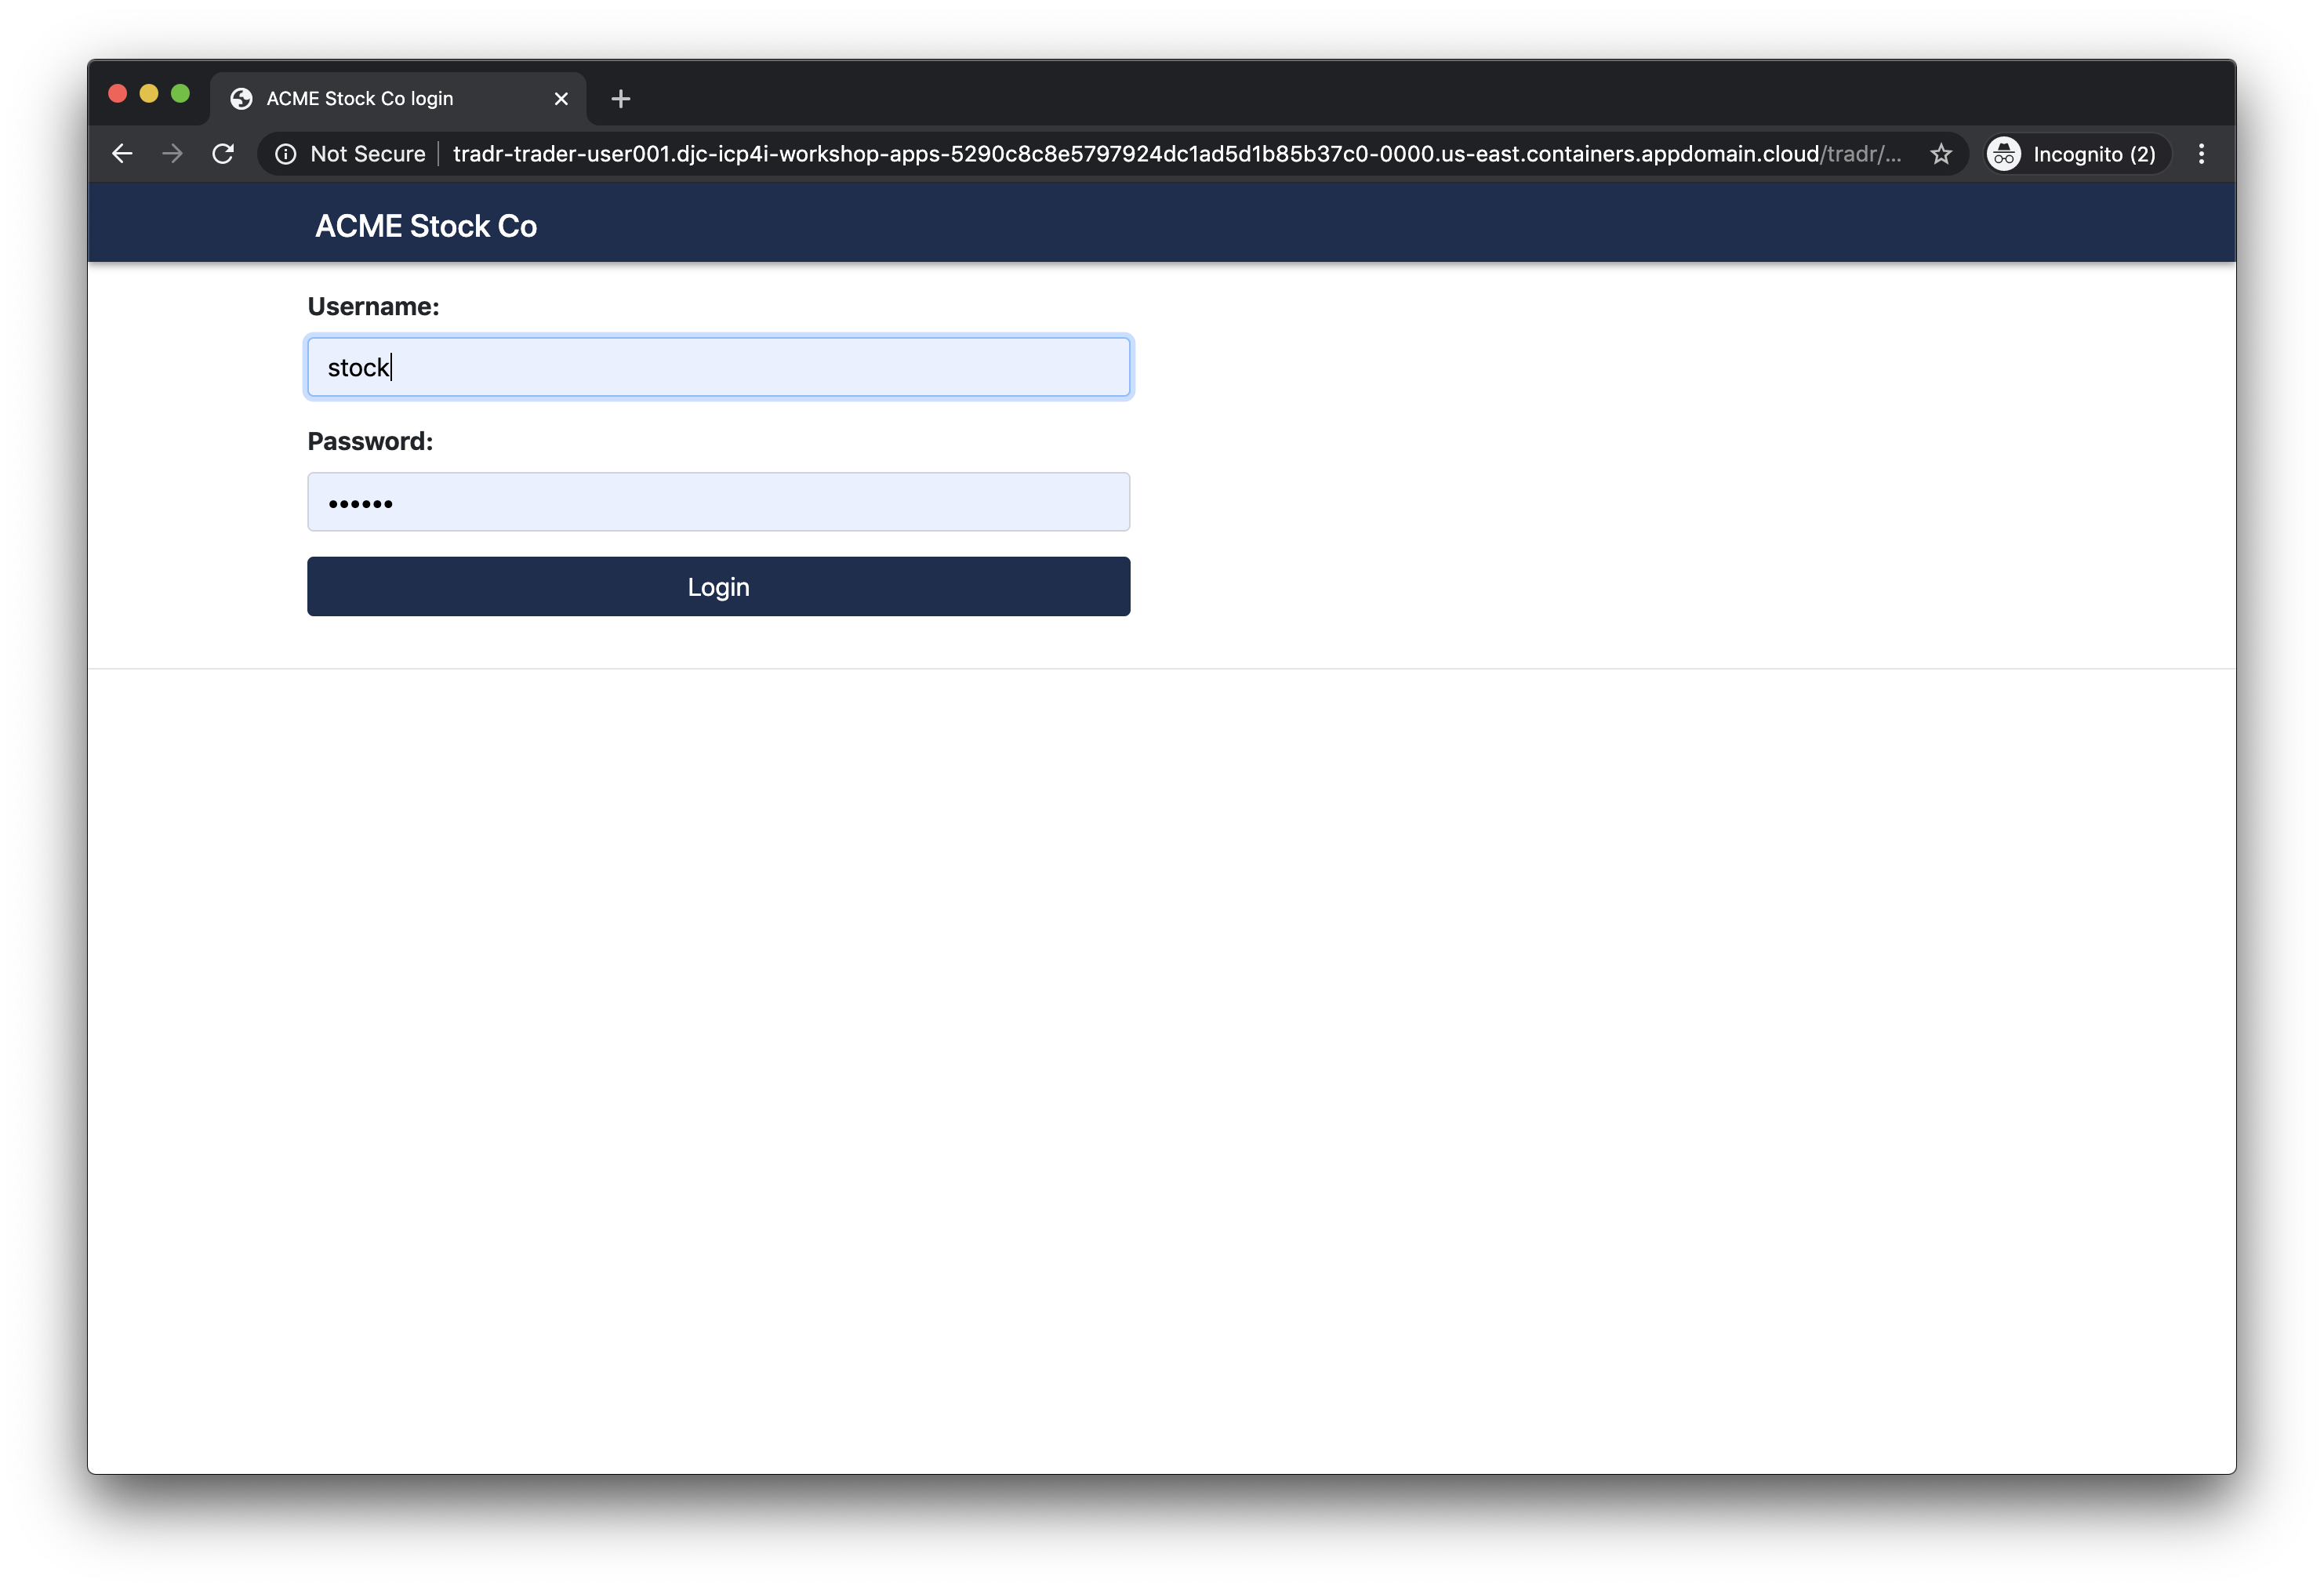 ACME Stock Co login
Not Secure tradr-trader-user001.djc-icp4i-workshop-apps-5290c8c8e5797924dc1ad5d1b85b37c0-0000.us-east.containers.appdomain.cloud/tradr/... Incognito (2)
ACME Stock Co
Username:
stock
Password:
••••••
Login